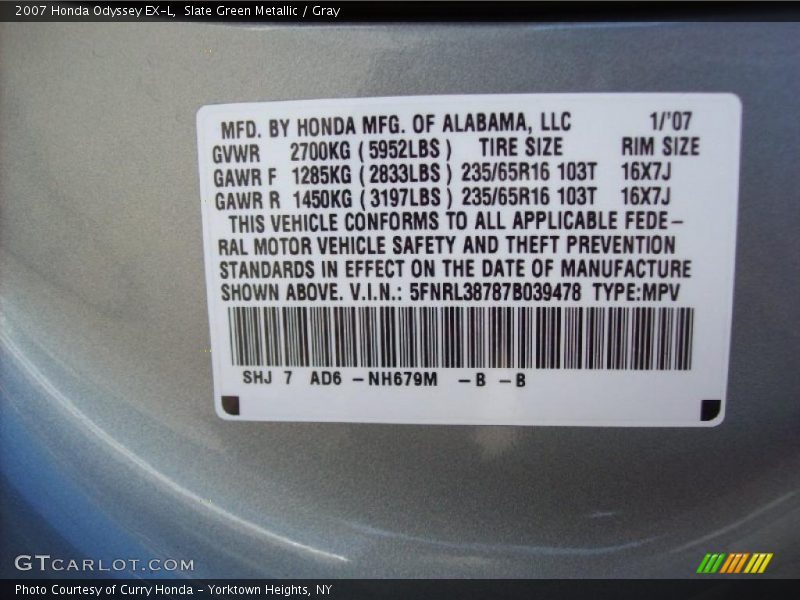 2007 Honda Odyssey EX-L,  Slate Green Metallic / Gray
MFD. BY HONDA MFG. OF ALABAMA, LLC 1/'07
GVWR 2700KG (5952LBS) TIRE SIZE RIM SIZE
GAWR F 1285KG (2833LBS) 235/65R16 103T 16X7J
GAWR R 1450KG (3197LBS) 235/65R16 103T 16X7J
THIS VEHICLE CONFORMS TO ALL APPLICABLE FEDE-
RAL MOTOR VEHICLE SAFETY AND THEFT PREVENTION
STANDARDS IN EFFECT ON THE DATE OF MANUFACTURE
SHOWN ABOVE. V.I.N.: 5FNRL38787B039478 TYPE:MPV
SHJ 7 AD6 -NH679M -B -B
GTCARLOT.COM
Photo Courtesy of Curry Honda - Yorktown Heights, NY